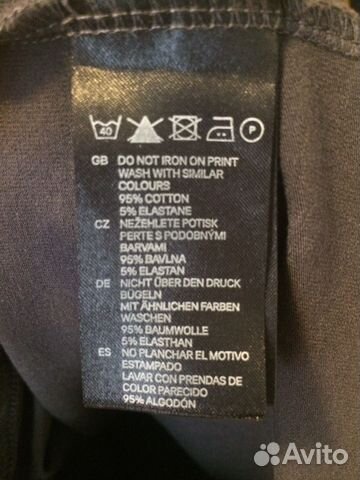 40
P
GB DO NOT IRON ON PRINT
WASH WITH SIMILAR
COLOURS
95% COTTON
5% ELASTANE
CZ NEŽEHLETE POTISK
PERTE S PODOBNÝMI
BARVAMI
95% BAVLNA
5% ELASTAN
DE NICHT ÜBER DEN DRUCK
BÜGELN
MIT ÄHNLICHEN FARBEN
WASCHEN
95% BAUMWOLLE
5% ELASTHAN
ES NO PLANCHAR EL MOTIVO
ESTAMPADO
LAVAR CON PRENDAS DE
COLOR PARECIDO
95% ALGODÓN
Avito